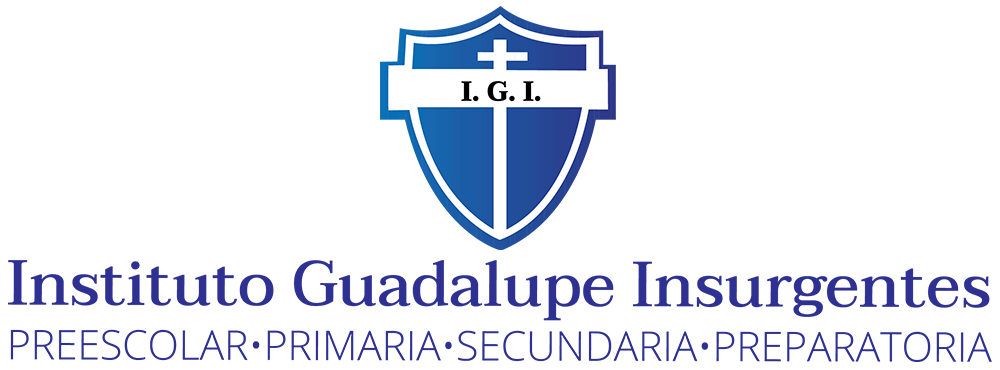 I. G. I.
Instituto Guadalupe Insurgentes
PREESCOLAR•PRIMARIA•SECUNDARIA•PREPARATORIA